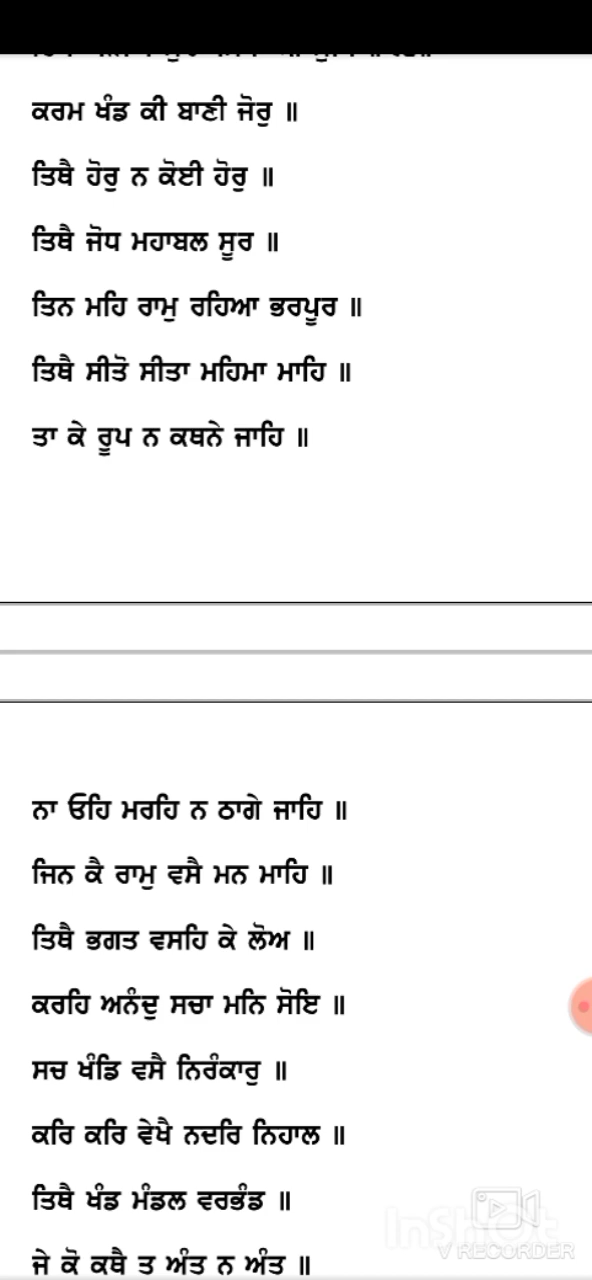 ਕਰਮ ਖੰਡ ਕੀ ਬਾਣੀ ਜੋਰੁ ॥
ਤਿਥੈ ਹੋਰੁ ਨ ਕੋਈ ਹੋਰੁ ॥
ਤਿਥੈ ਜੋਧ ਮਹਾਬਲ ਸੂਰ ॥
ਤਿਨ ਮਹਿ ਰਾਮੁ ਰਹਿਆ ਭਰਪੂਰ ॥
ਤਿਥੈ ਸੀਤੋ ਸੀਤਾ ਮਹਿਮਾ ਮਾਹਿ ॥
ਤਾ ਕੇ ਰੂਪ ਨ ਕਥਨੇ ਜਾਹਿ ॥
ਨਾ ਓਹਿ ਮਰਹਿ ਨ ਠਾਗੇ ਜਾਹਿ ॥
ਜਿਨ ਕੈ ਰਾਮੁ ਵਸੈ ਮਨ ਮਾਹਿ ॥
ਤਿਥੈ ਭਗਤ ਵਸਹਿ ਕੇ ਲੋਅ ॥
ਕਰਹਿ ਅਨੰਦੁ ਸਚਾ ਮਨਿ ਸੋਇ ॥
ਸਚ ਖੰਡਿ ਵਸੈ ਨਿਰੰਕਾਰੁ ॥
ਕਰਿ ਕਰਿ ਵੇਖੈ ਨਦਰਿ ਨਿਹਾਲ ॥
ਤਿਥੈ ਖੰਡ ਮੰਡਲ ਵਰਭੰਡ ॥
ਜੇ ਕੋ ਕਥੈ ਤ ਅੰਤ ਨ ਅੰਤ ॥
InShOt
V RECORDER